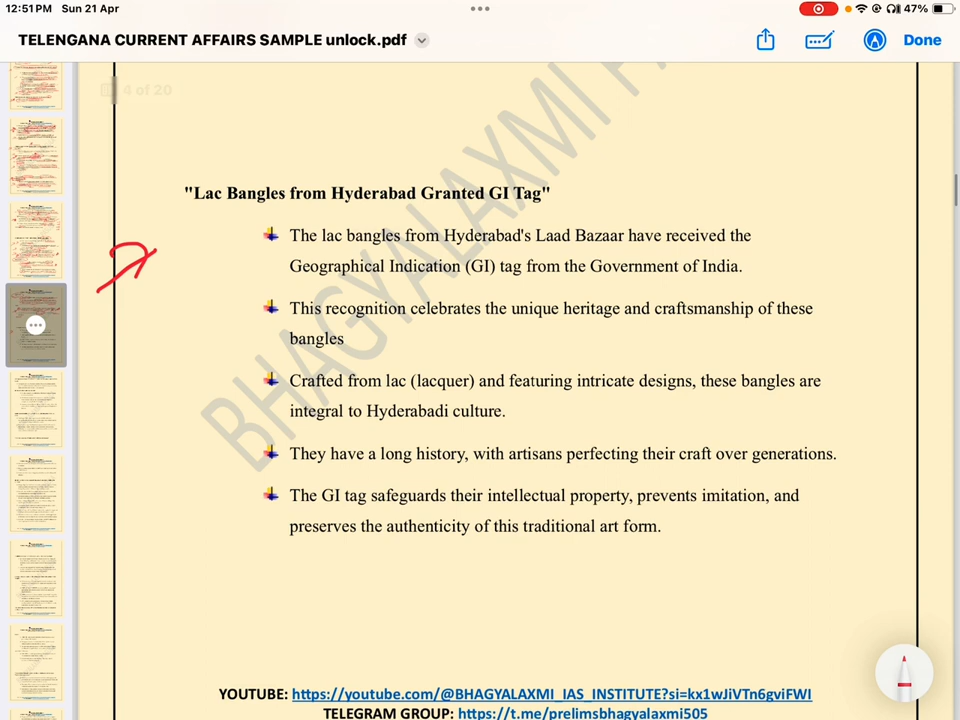 12:51 PM Sun 21 Apr
47%
TELENGANA CURRENT AFFAIRS SAMPLE unlock.pdf
Done
4 of 20
BHAGYALAXMI
"Lac Bangles from Hyderabad Granted GI Tag"
The lac bangles from Hyderabad's Laad Bazaar have received the
Geographical Indication (GI) tag from the Government of India.
This recognition celebrates the unique heritage and craftsmanship of these
bangles
Crafted from lac (lacquer) and featuring intricate designs, these bangles are
integral to Hyderabadi culture.
They have a long history, with artisans perfecting their craft over generations.
The GI tag safeguards their intellectual property, prevents imitation, and
preserves the authenticity of this traditional art form.
YOUTUBE: https://youtube.com/@BHAGYALAXMI_IAS_INSTITUTE?si=kx1wJiVTn6gviFWI
TELEGRAM GROUP: https://t.me/prelimsbhagyalaxmi505